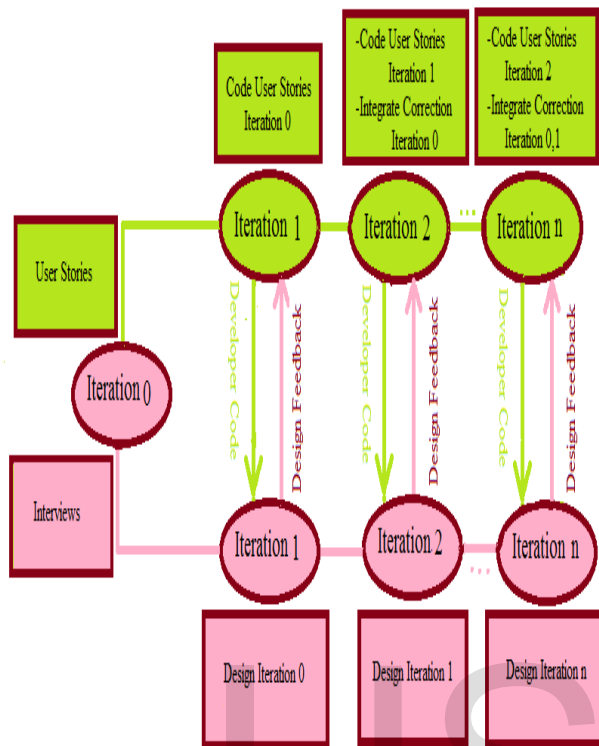 Code User Stories
Iteration 0
-Code User Stories
Iteration 1
-Integrate Correction
Iteration 0
-Code User Stories
Iteration 2
-Integrate Correction
Iteration 0,1
Iteration 1
Iteration 2
...
Iteration n
User Stories
Developer Code
Design Feedback
Developer Code
Design Feedback
Developer Code
Design Feedback
Iteration 0
Interviews
Iteration 1
Iteration 2
...
Iteration n
Design Iteration 0
Design Iteration 1
Design Iteration n